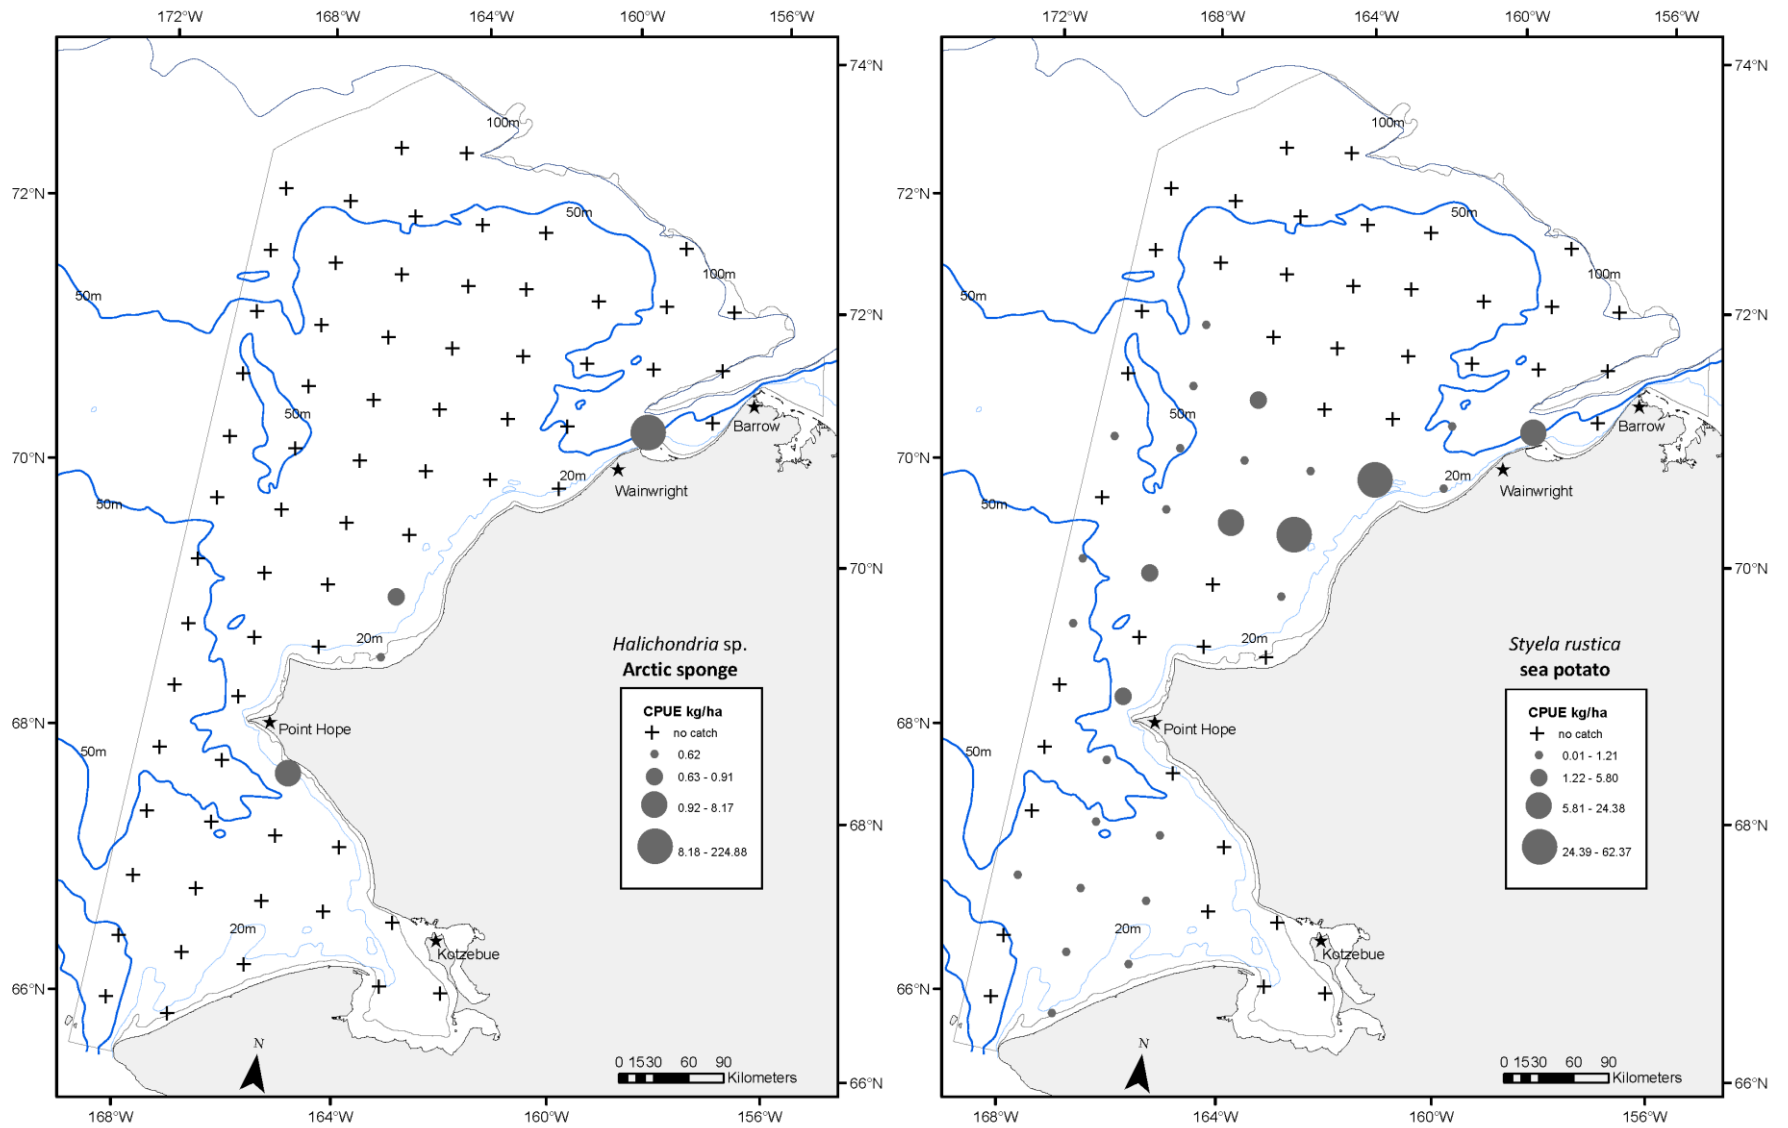 172°W 168°W 164°W 160°W 156°W
74°N
100m
72°N
50m
100m
50m
72°N
50m
Barrow
70°N
20m
Wainwright
50m
70°N
20m
Halichondria sp.
Arctic sponge
CPUE kg/ha
no catch
0.62
0.63 - 0.91
0.92 - 8.17
8.18 - 224.88
68°N
Point Hope
50m
68°N
20m
Kotzebue
66°N
N
0 15 30 60 90
Kilometers
66°N
168°W 164°W 160°W 156°W
172°W 168°W 164°W 160°W 156°W
74°N
100m
72°N
50m
100m
50m
72°N
50m
Barrow
70°N
20m
Wainwright
50m
70°N
20m
Styela rustica
sea potato
CPUE kg/ha
no catch
0.01 - 1.21
1.22 - 5.80
5.81 - 24.38
24.39 - 62.37
68°N
Point Hope
50m
68°N
20m
Kotzebue
66°N
N
0 15 30 60 90
Kilometers
66°N
168°W 164°W 160°W 156°W